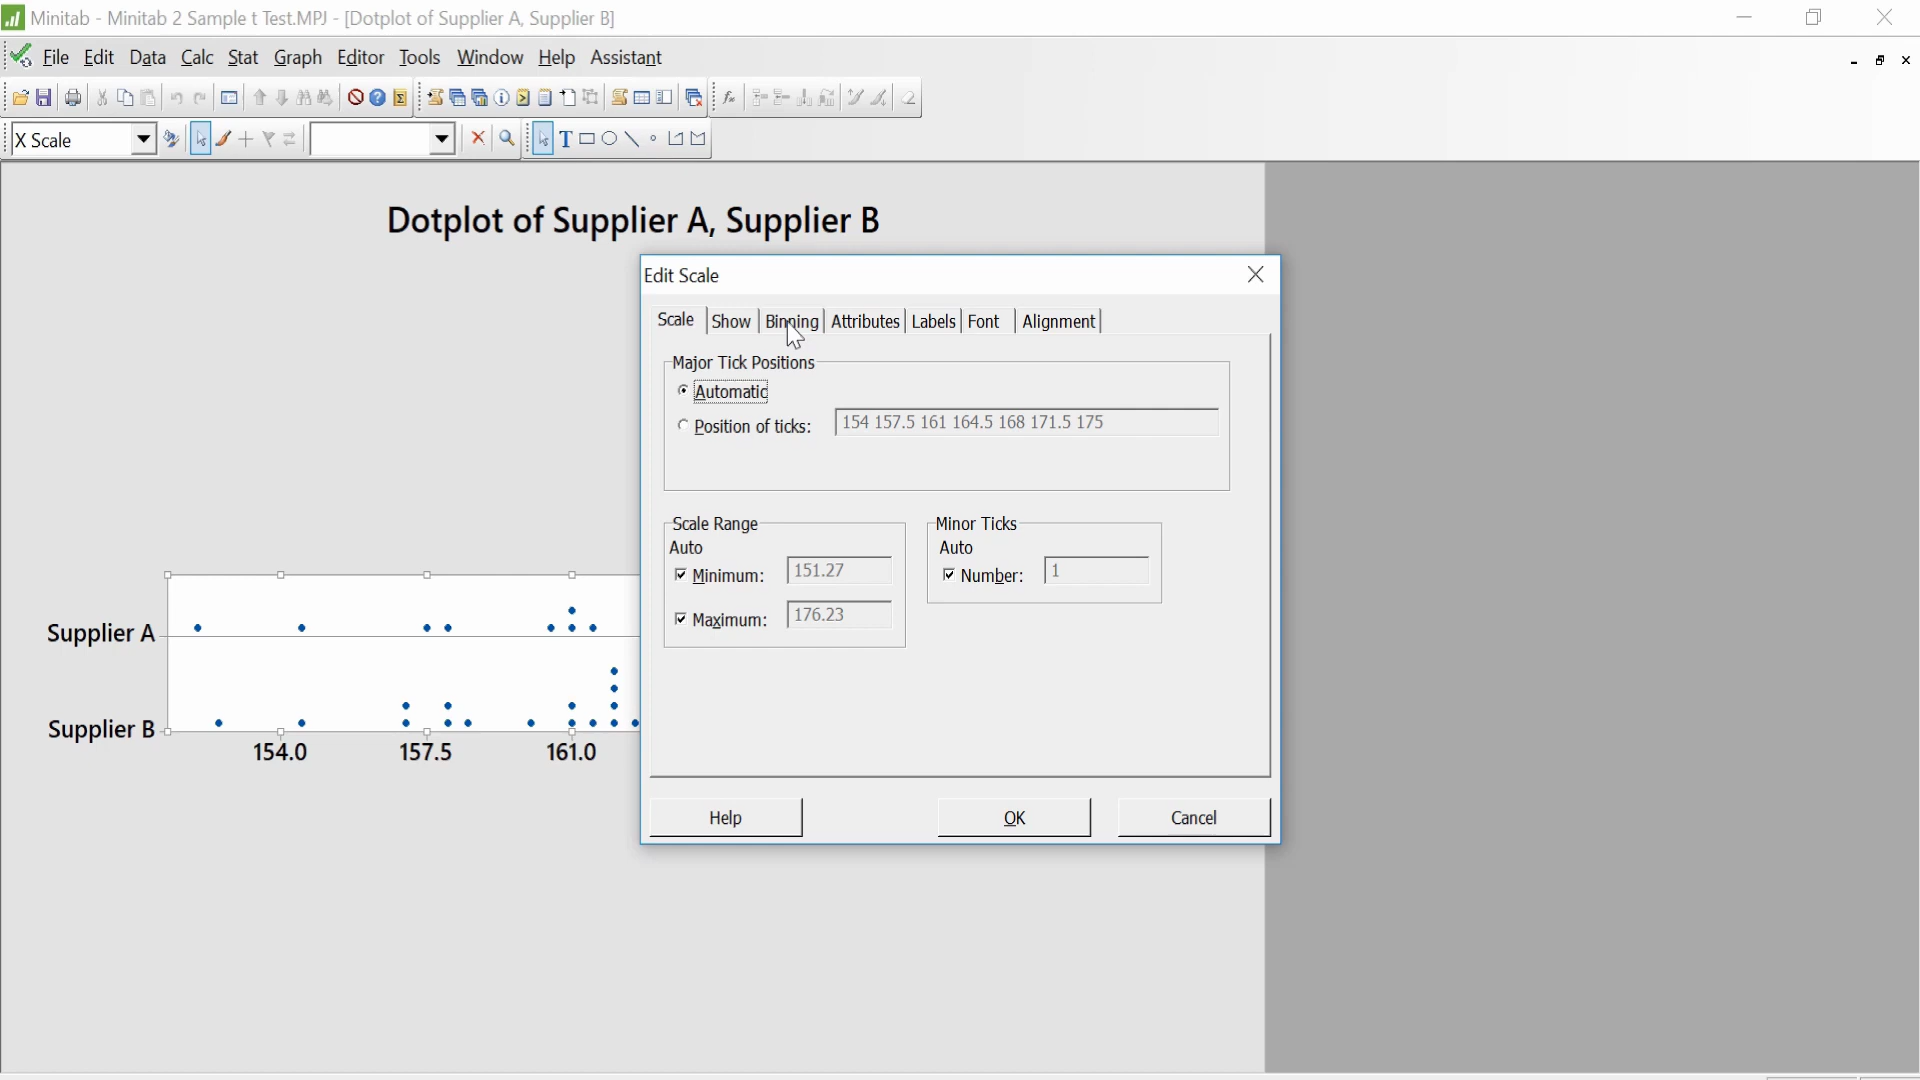 Minitab - Minitab 2 Sample t Test.MPJ - [Dotplot of Supplier A, Supplier B]
File Edit Data Calc Stat Graph Editor Tools Window Help Assistant
X Scale
Dotplot of Supplier A, Supplier B
Edit Scale
Scale Show Binning Attributes Labels Font Alignment
Major Tick Positions
Automatic
Position of ticks: 154 157.5 161 164.5 168 171.5 175
Scale Range
Auto
Minimum: 151.27
Maximum: 176.23
Minor Ticks
Auto
Number: 1
Supplier A
Supplier B
154.0 157.5 161.0
Help OK Cancel